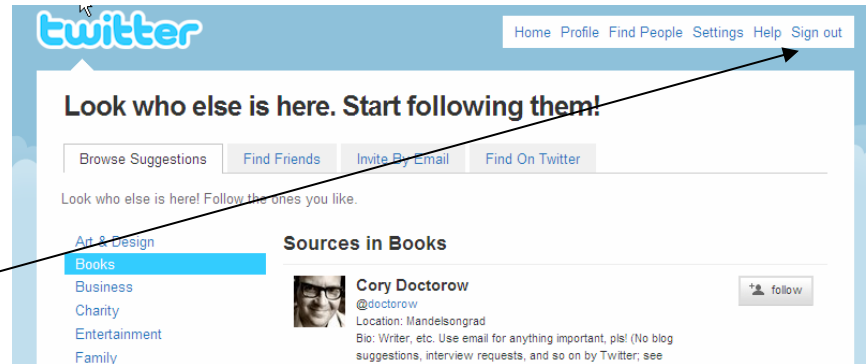 twitter
Home Profile Find People Settings Help Sign out
Look who else is here. Start following them!
Browse Suggestions Find Friends Invite By Email Find On Twitter
Look who else is here! Follow the ones you like.
Art & Design
Books
Business
Charity
Entertainment
Family
Sources in Books
Cory Doctorow
@doctorow
Location: Mandelsongrad
Bio: Writer, etc. Use email for anything important, pls! (No blog
suggestions, interview requests, and so on by Twitter; see
follow